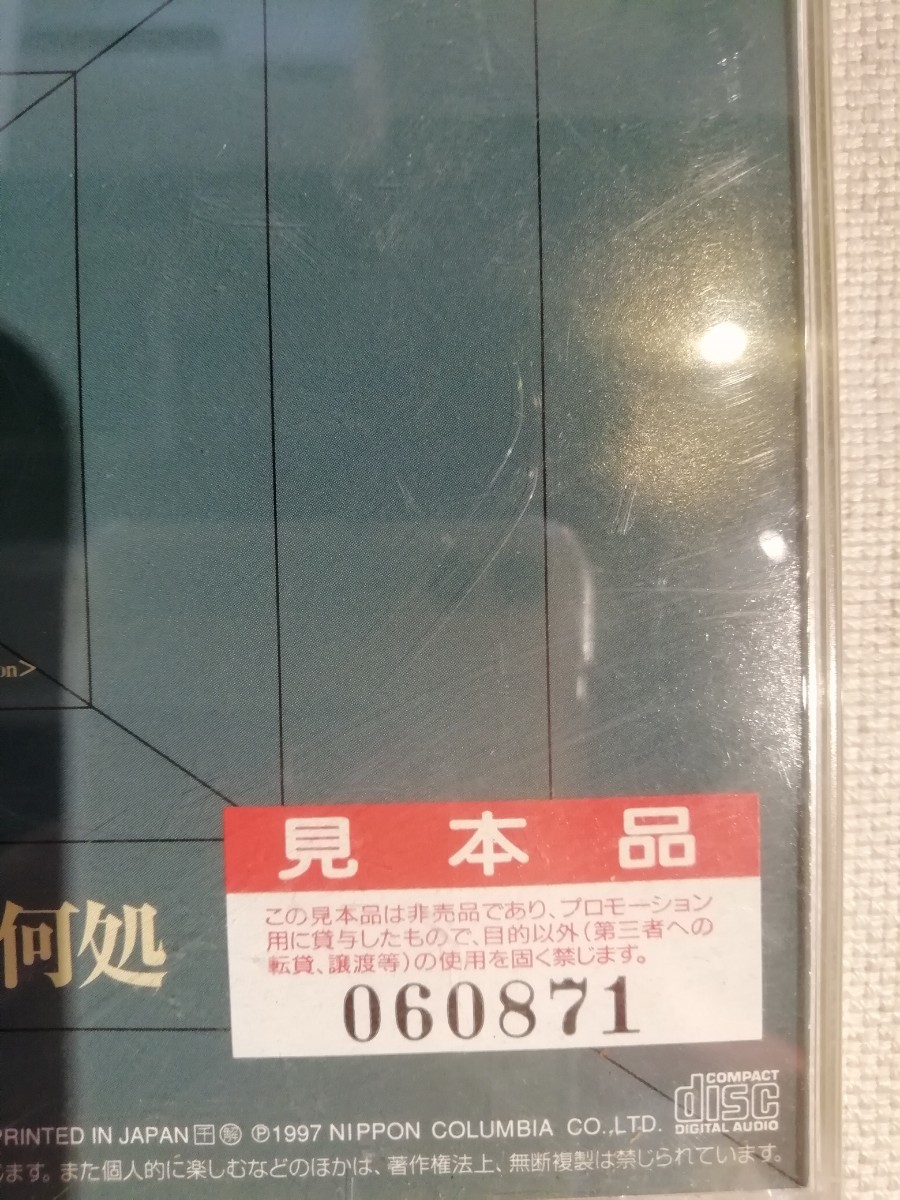 on>
見本品
この見本品は非売品であり、プロモーション
用に貸与したもので、目的以外(第三者への
転貸、譲渡等)の使用を固く禁じます。
060871
何処
COMPACT
disc
DIGITAL AUDIO
PRINTED IN JAPAN 干 解 ℗1997 NIPPON COLUMBIA CO.,LTD.
じます。また個人的に楽しむなどのほかは、著作権法上、無断複製は禁じられています。